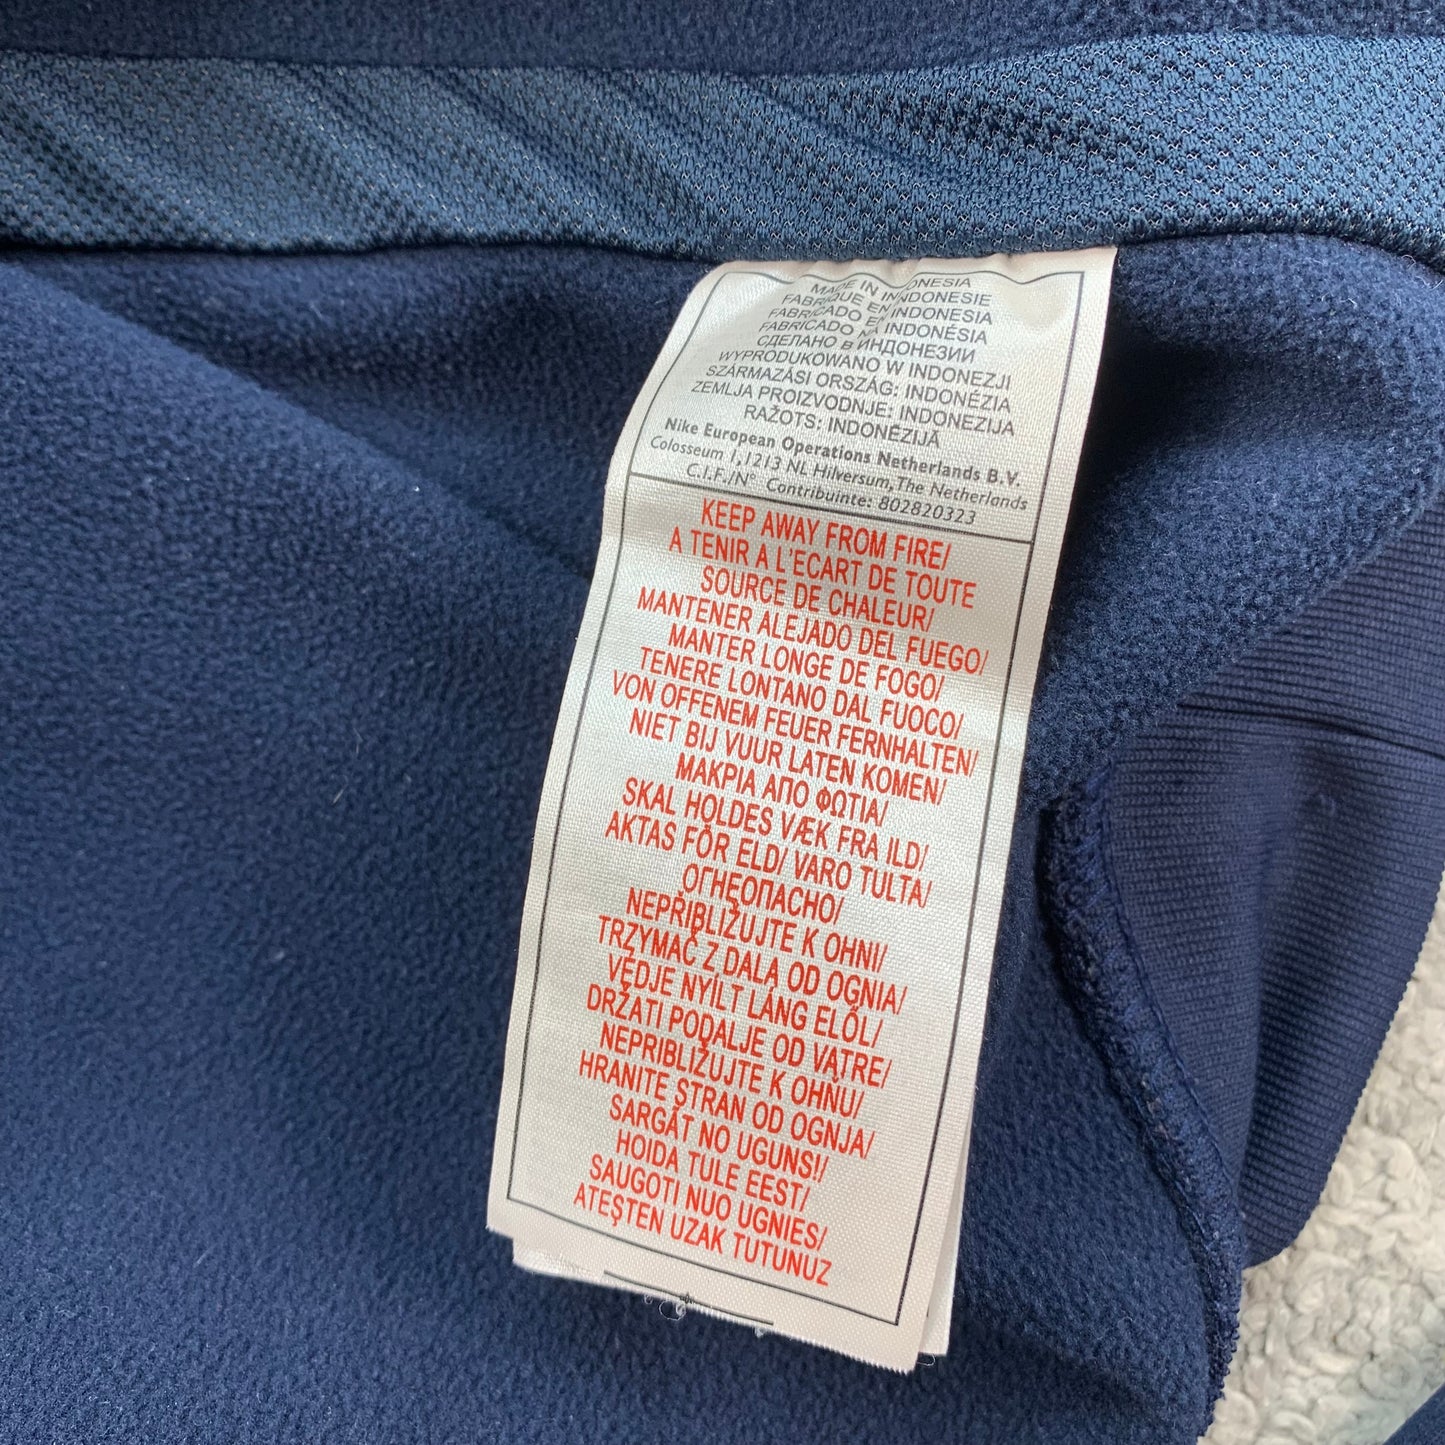 MADE IN INDONESIA
FABRIQUE EN INDONESIE
FABRICADO EN INDONESIA
FABRICADO NA INDONÉSIA
СДЕЛАНО В ИНДОНЕЗИИ
WYPRODUKOWANO W INDONEZJI
SZÁRMAZÁSI ORSZÁG: INDONÉZIA
ZEMLJA PROIZVODNJE: INDONEZIJA
RAŽOTS: INDONĒZIJĀ
Nike European Operations Netherlands B.V.
Colosseum 1, 1213 NL Hilversum, The Netherlands
C.I.F./N° Contribuinte: 802820323
KEEP AWAY FROM FIRE/
A TENIR A L'ECART DE TOUTE
SOURCE DE CHALEUR/
MANTENER ALEJADO DEL FUEGO/
MANTER LONGE DE FOGO/
TENERE LONTANO DAL FUOCO/
VON OFFENEM FEUER FERNHALTEN/
NIET BIJ VUUR LATEN KOMEN/
ΜΑΚΡΙΑ ΑΠΟ ΦΩΤΙΑ/
SKAL HOLDES VÆK FRA ILD/
AKTAS FÖR ELD/ VARO TULTA/
ОГНЕОПАСНО/
NEPŘIBLIŽUJTE K OHNI/
TRZYMAĆ Z DALA OD OGNIA/
VÉDJE NYÍLT LÁNG ELŐL/
DRŽATI PODALJE OD VATRE/
NEPRIBLIŽUJTE K OHŇU/
HRANITE STRAN OD OGNJA/
SARGĀT NO UGUNS!/
HOIDA TULE EEST/
SAUGOTI NUO UGNIES/
ATEŞTEN UZAK TUTUNUZ